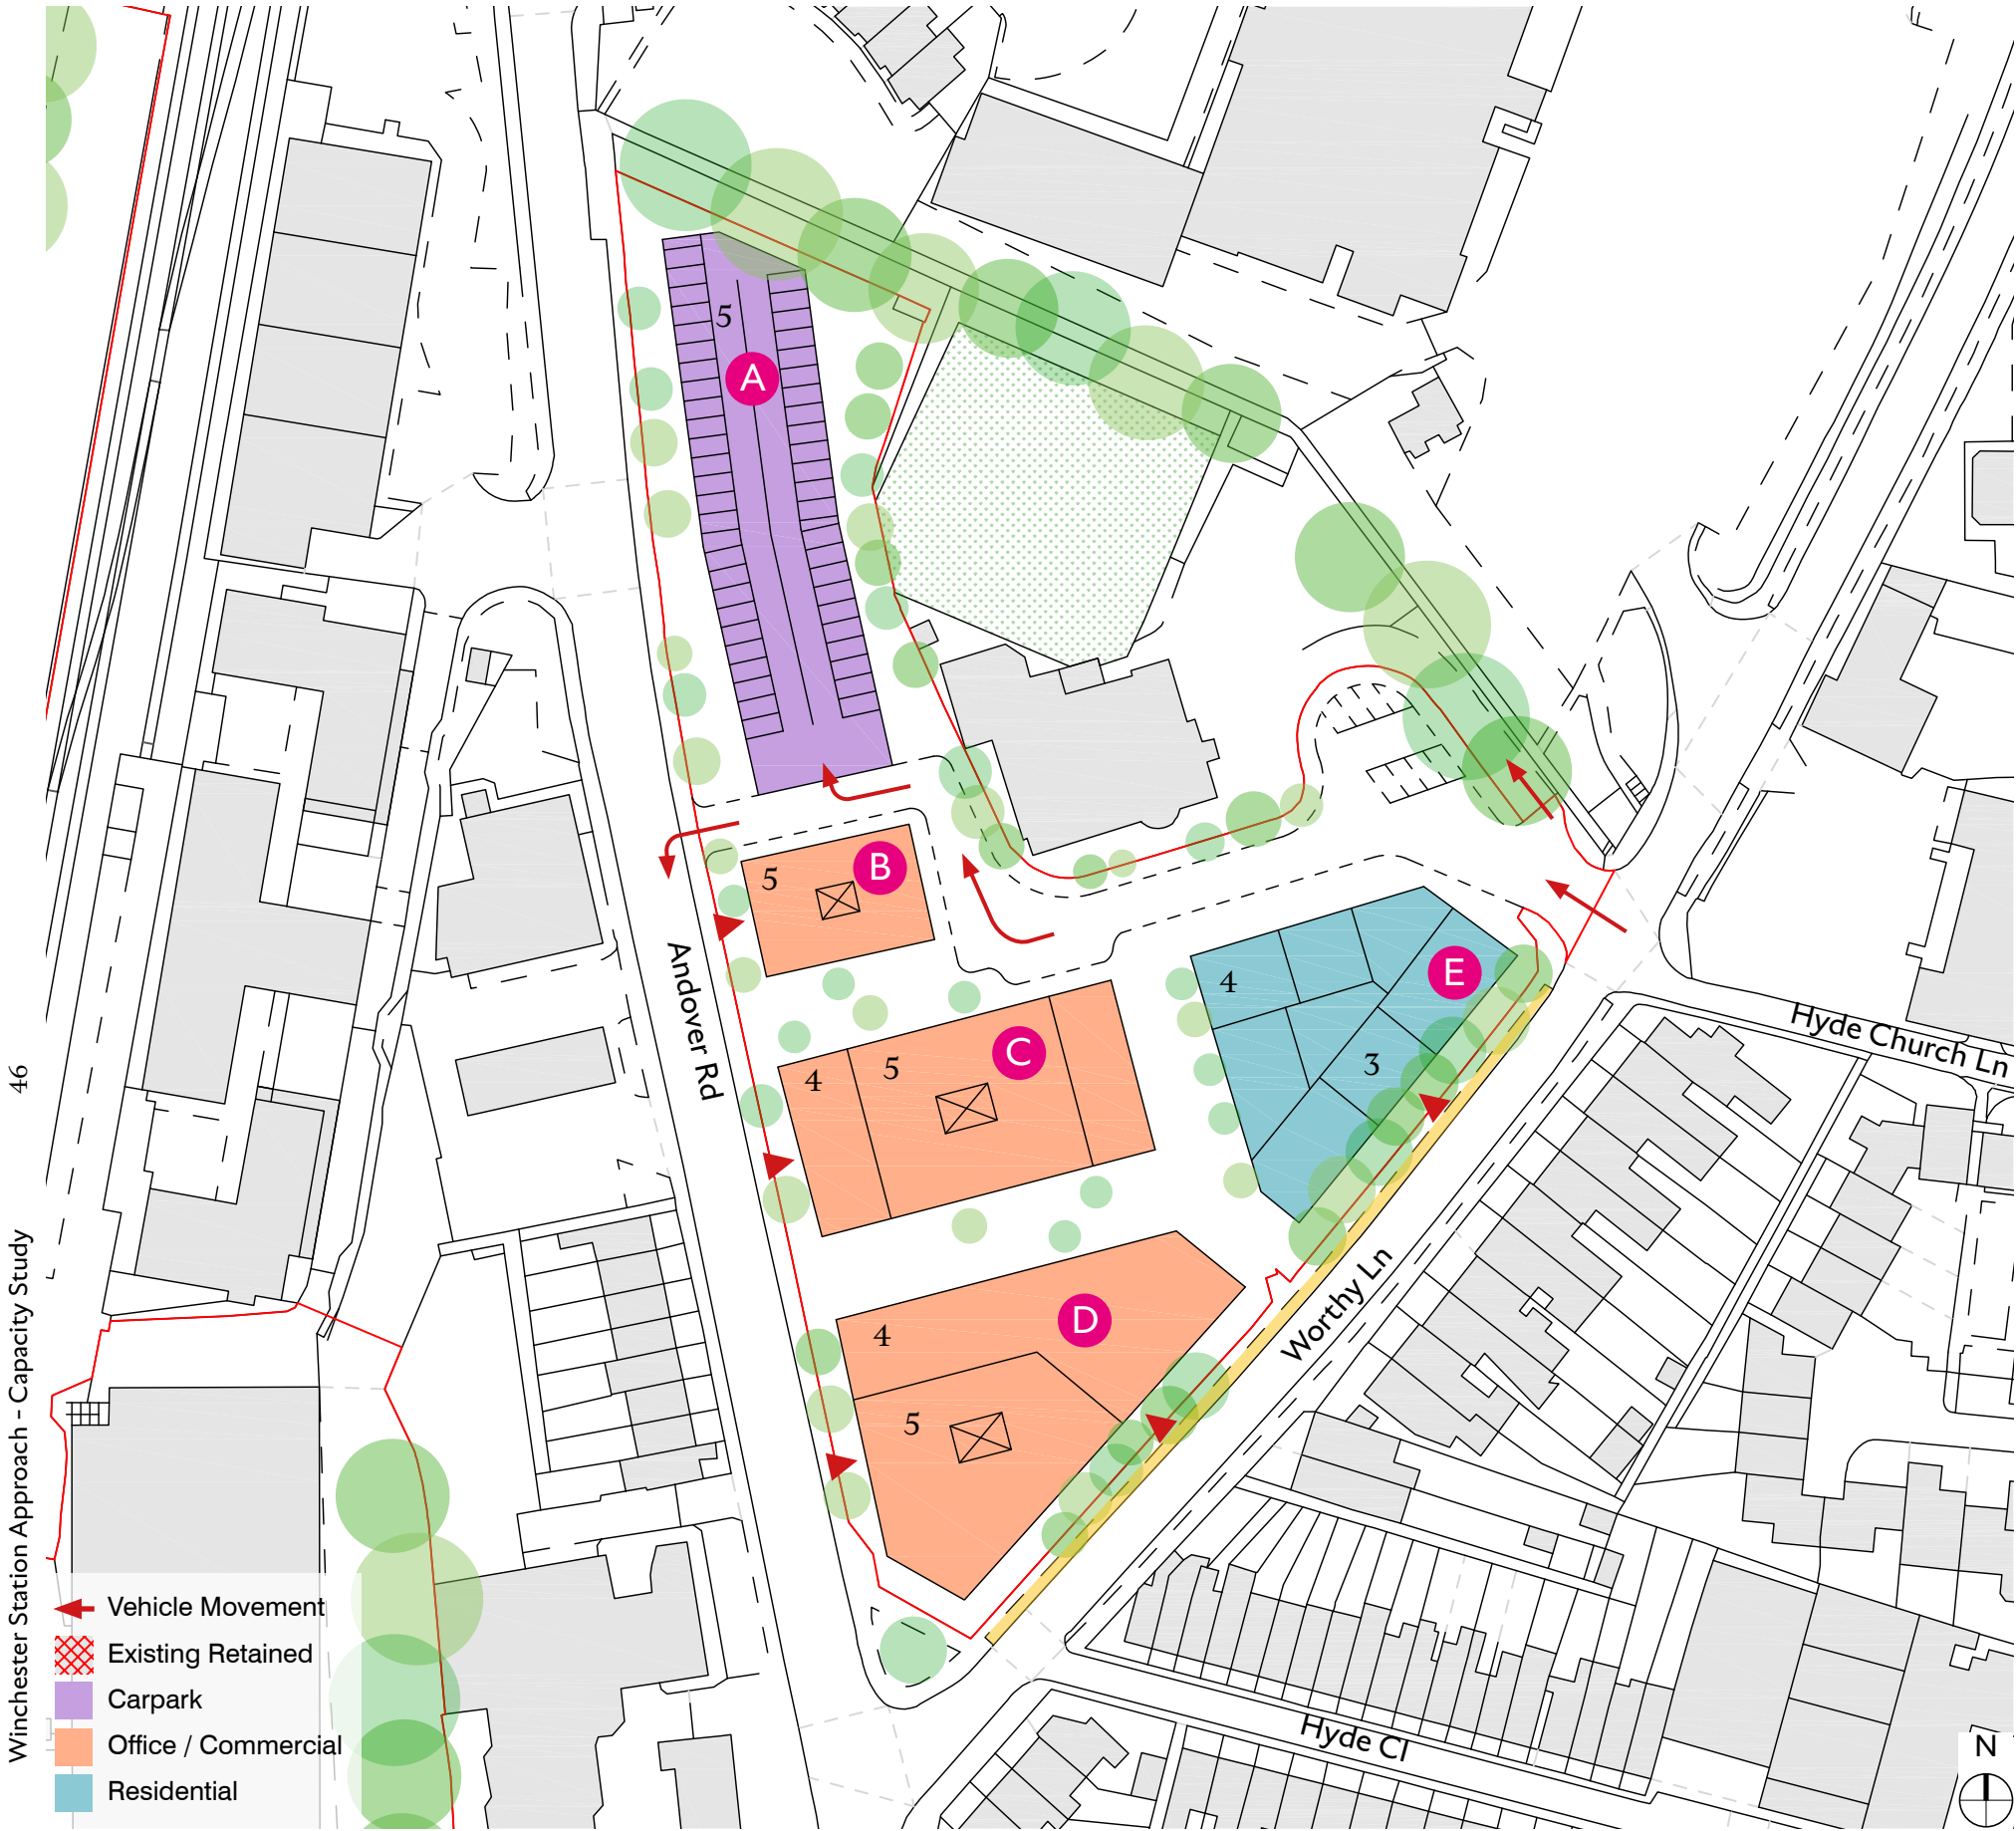 5
A
5
B
4
5
C
4
3
E
4
5
D
Andover Rd
Hyde Church Ln
Worthy Ln
Hyde Cl
46
Winchester Station Approach - Capacity Study
Vehicle Movement
Existing Retained
Carpark
Office / Commercial
Residential
N